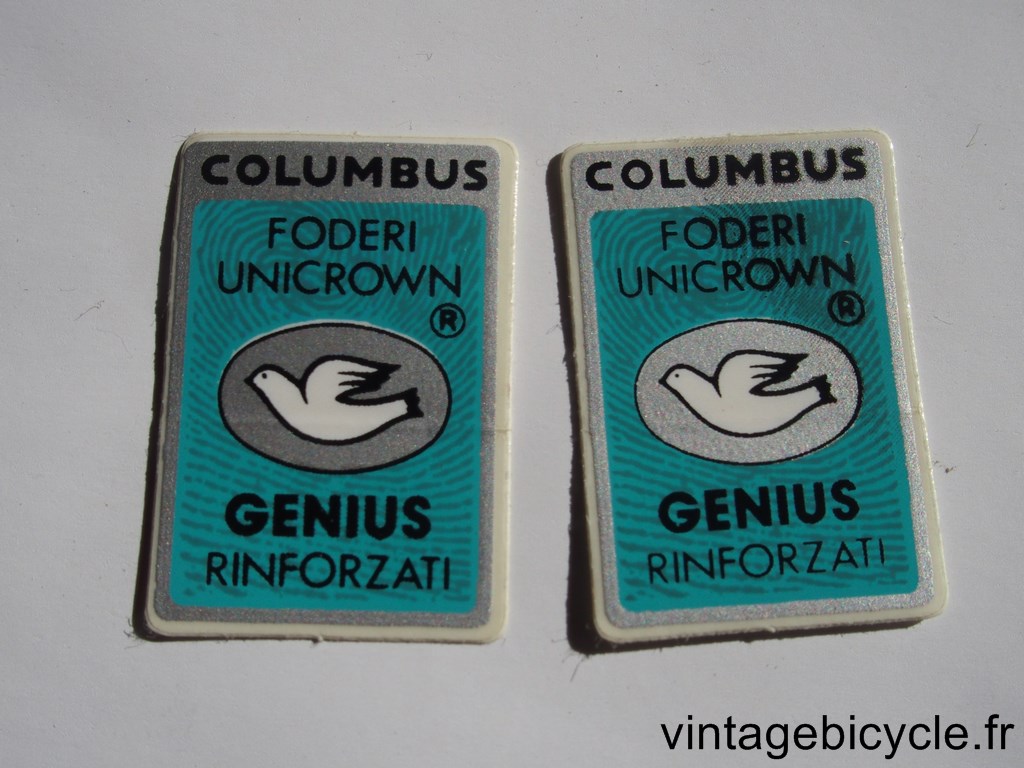 COLUMBUS
FODERI
UNICROWN
®
GENIUS
RINFORZATI
COLUMBUS
FODERI
UNICROWN
®
GENIUS
RINFORZATI
vintagebicycle.fr